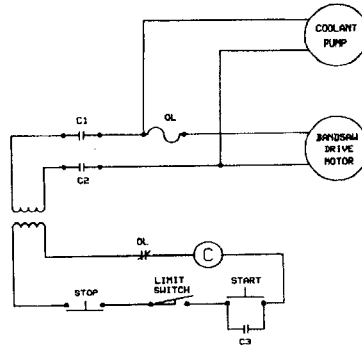 COOLANT
PUMP
C1
OL
BANDSAW
DRIVE
MOTOR
C2
OL
C
STOP
LIMIT
SWITCH
START
C3